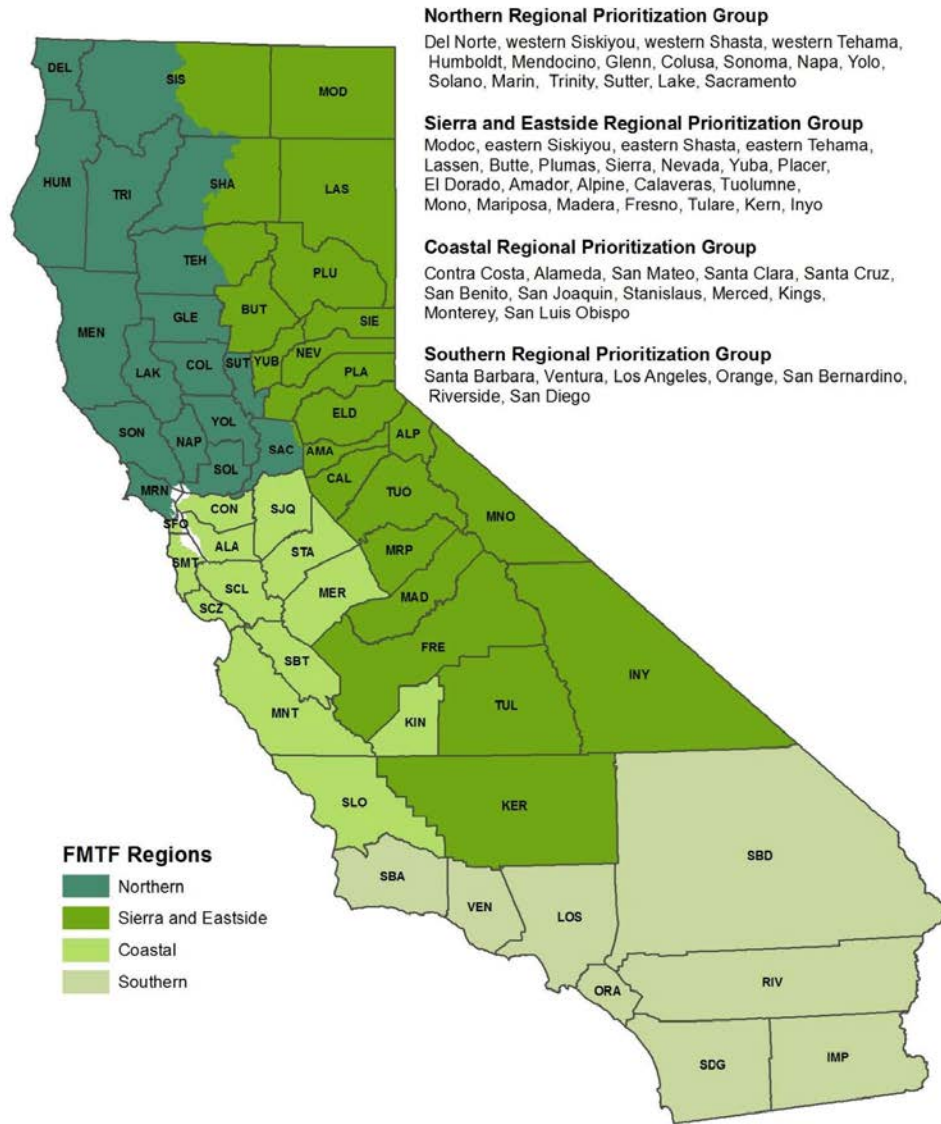 Northern Regional Prioritization Group
Del Norte, western Siskiyou, western Shasta, western Tehama,
Humboldt, Mendocino, Glenn, Colusa, Sonoma, Napa, Yolo,
Solano, Marin, Trinity, Sutter, Lake, Sacramento
Sierra and Eastside Regional Prioritization Group
Modoc, eastern Siskiyou, eastern Shasta, eastern Tehama,
Lassen, Butte, Plumas, Sierra, Nevada, Yuba, Placer,
El Dorado, Amador, Alpine, Calaveras, Tuolumne,
Mono, Mariposa, Madera, Fresno, Tulare, Kern, Inyo
Coastal Regional Prioritization Group
Contra Costa, Alameda, San Mateo, Santa Clara, Santa Cruz,
San Benito, San Joaquin, Stanislaus, Merced, Kings,
Monterey, San Luis Obispo
Southern Regional Prioritization Group
Santa Barbara, Ventura, Los Angeles, Orange, San Bernardino,
Riverside, San Diego
DEL
SIS
MOD
HUM
TRI
SHA
LAS
TEH
PLU
BUT
GLE
SIE
MEN
LAK
COL
SUT
YUB
NEV
PLA
YOL
ELD
SON
NAP
SOL
SAC
AMA
ALP
CAL
MRN
CON
SJQ
TUO
MNO
SFO
ALA
STA
MRP
SMT
SCL
MER
MAD
SCZ
FRE
SBT
INY
MNT
KIN
TUL
SLO
KER
SBA
VEN
LOS
SBD
ORA
RIV
SDG
IMP
FMTF Regions
Northern
Sierra and Eastside
Coastal
Southern